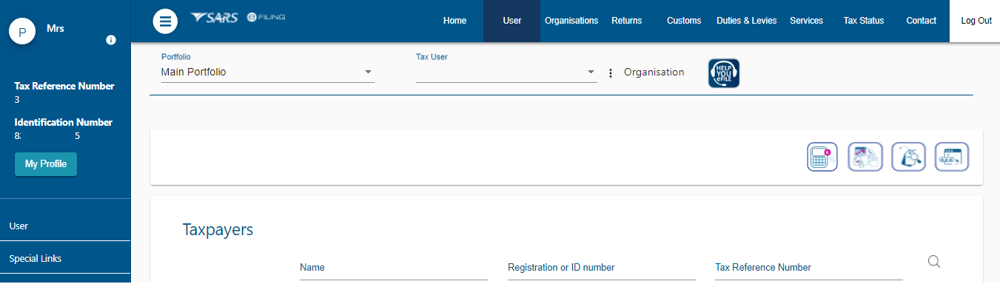 P
Mrs
Tax Reference Number
3
Identification Number
8 5
My Profile
User
Special Links
SARS eFILING
Home User Organisations Returns Customs Duties & Levies Services Tax Status Contact Log Out
Portfolio Tax User
Main Portfolio Organisation
HELP
YOU
eFILE
R
Taxpayers
Name Registration or ID number Tax Reference Number